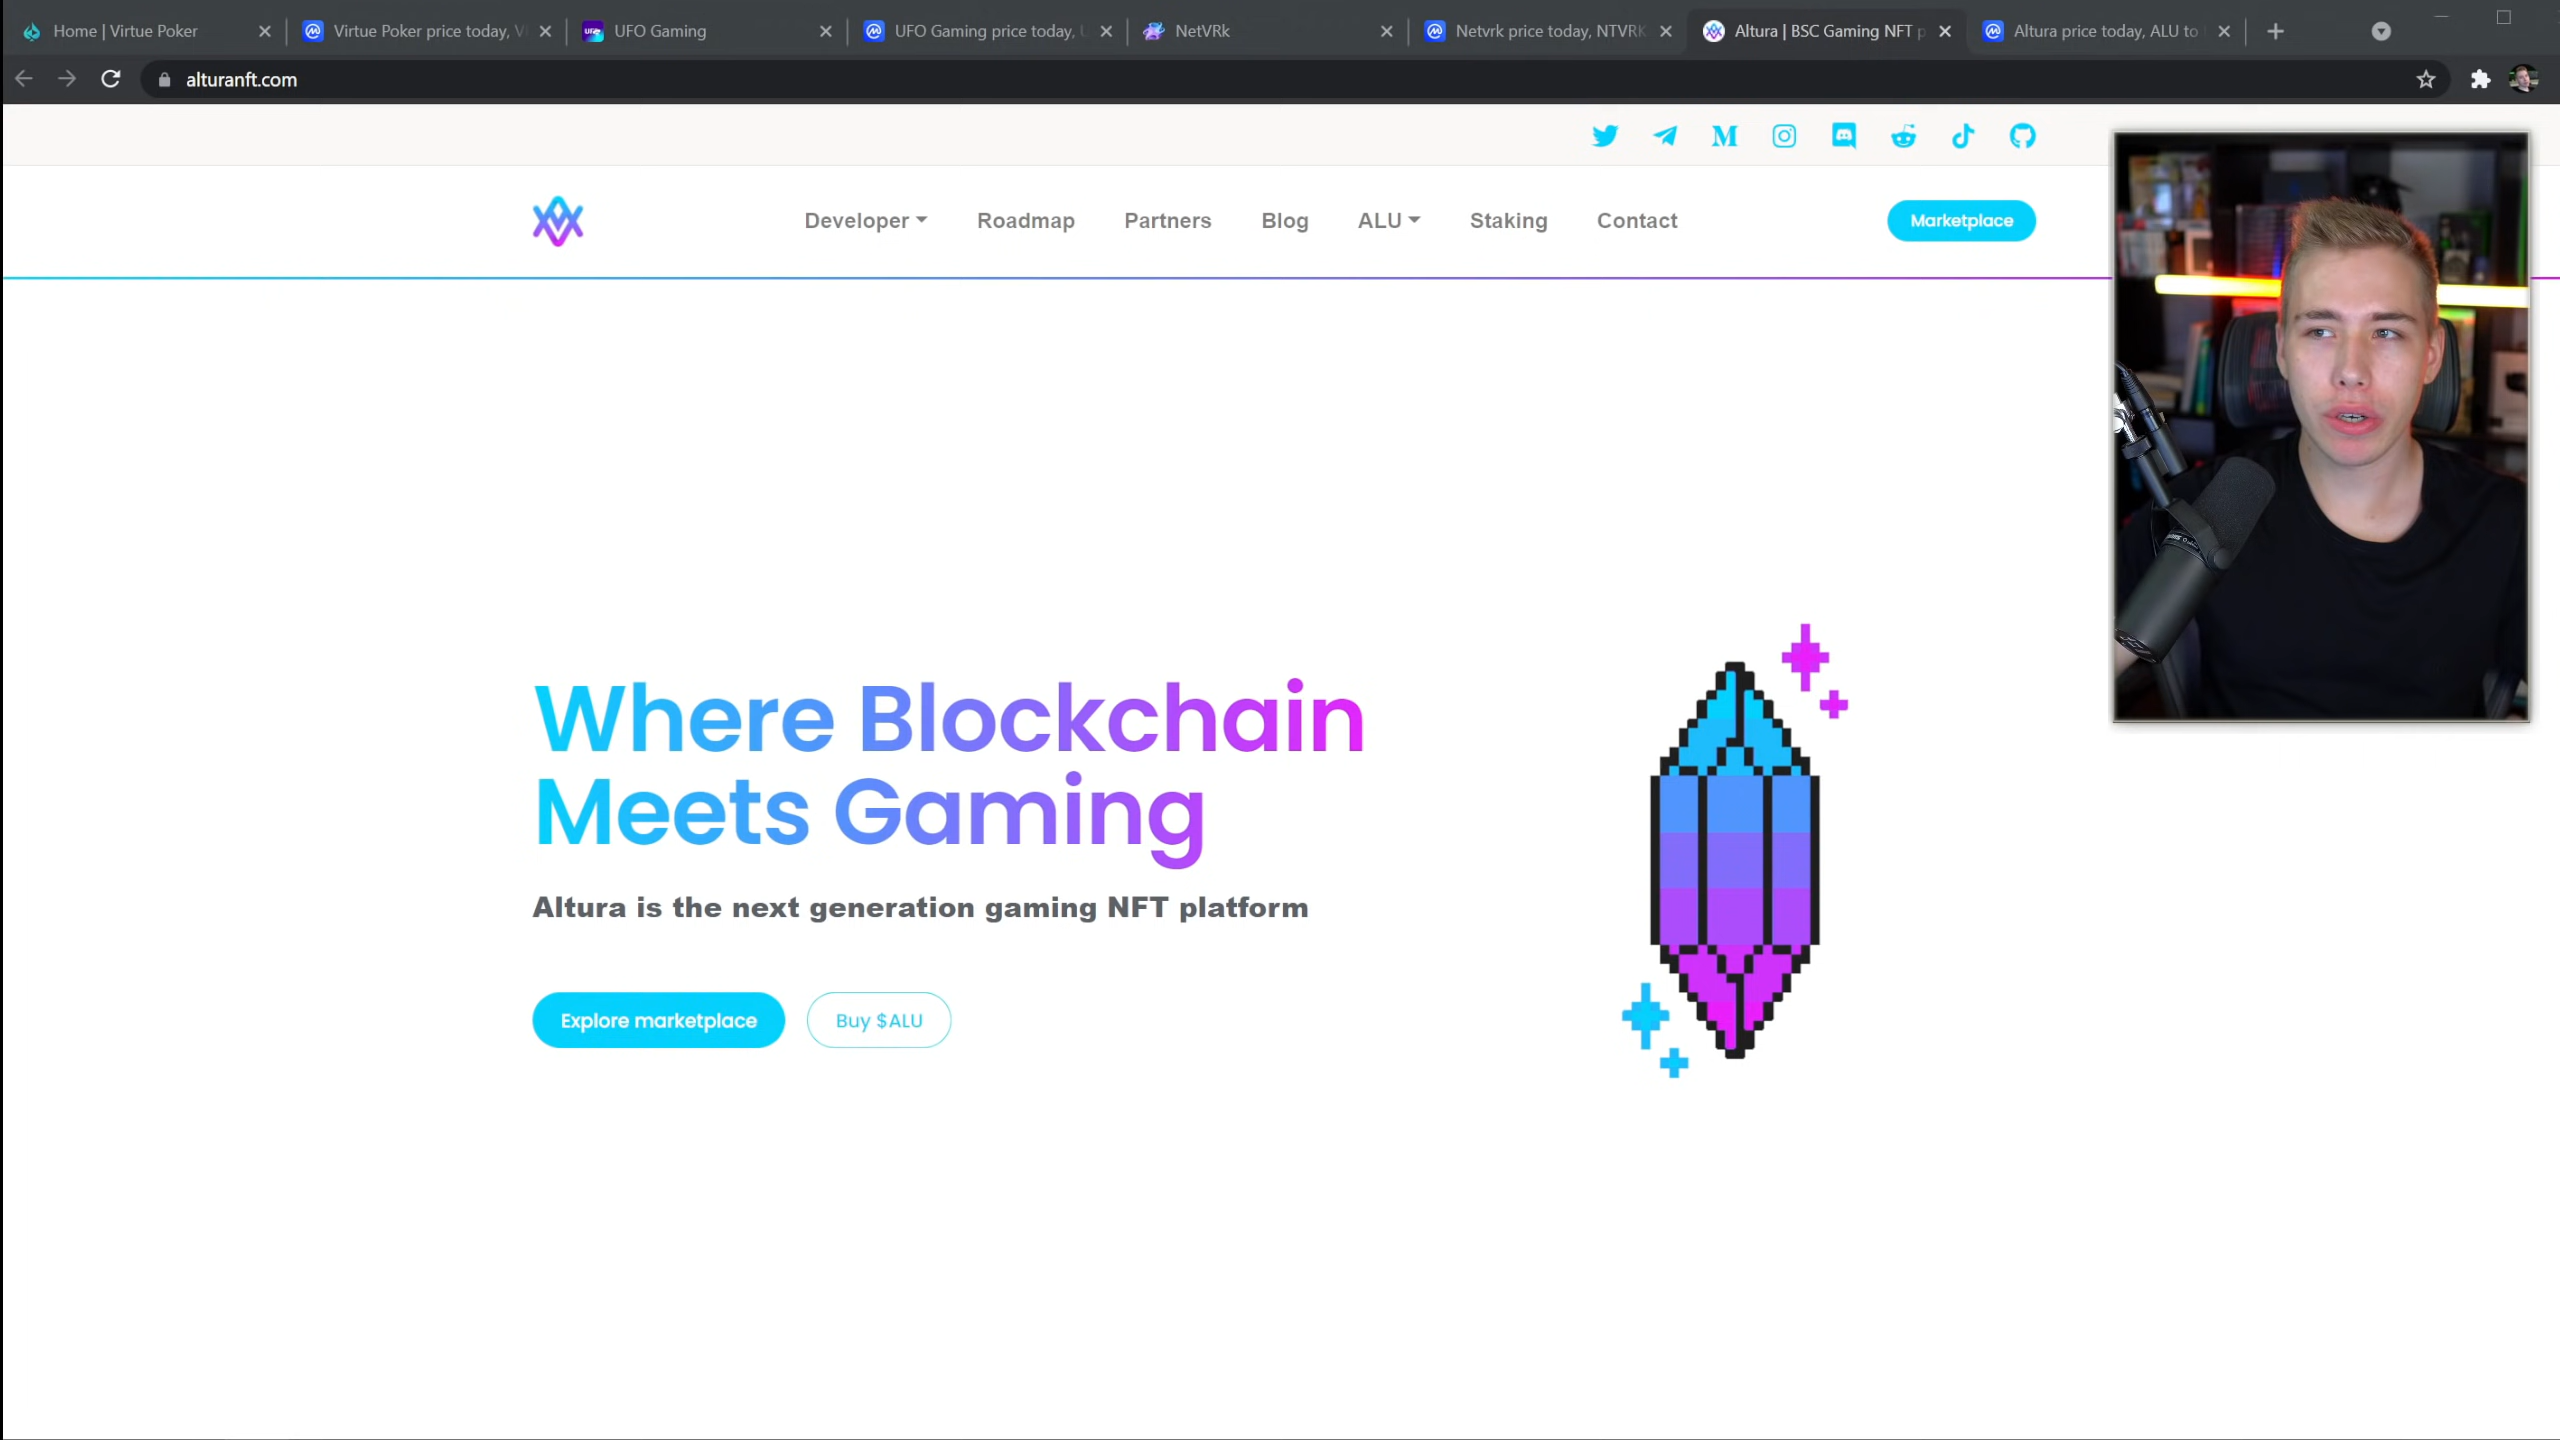 Home | Virtue Poker
Virtue Poker price today, V
UFO Gaming
UFO Gaming price today, U
NetVRk
Netvrk price today, NTVRK
Altura | BSC Gaming NFT p
Altura price today, ALU to
alturanft.com
Developer
Roadmap
Partners
Blog
ALU
Staking
Contact
Marketplace
Where Blockchain
Meets Gaming
Altura is the next generation gaming NFT platform
Explore marketplace
Buy $ALU